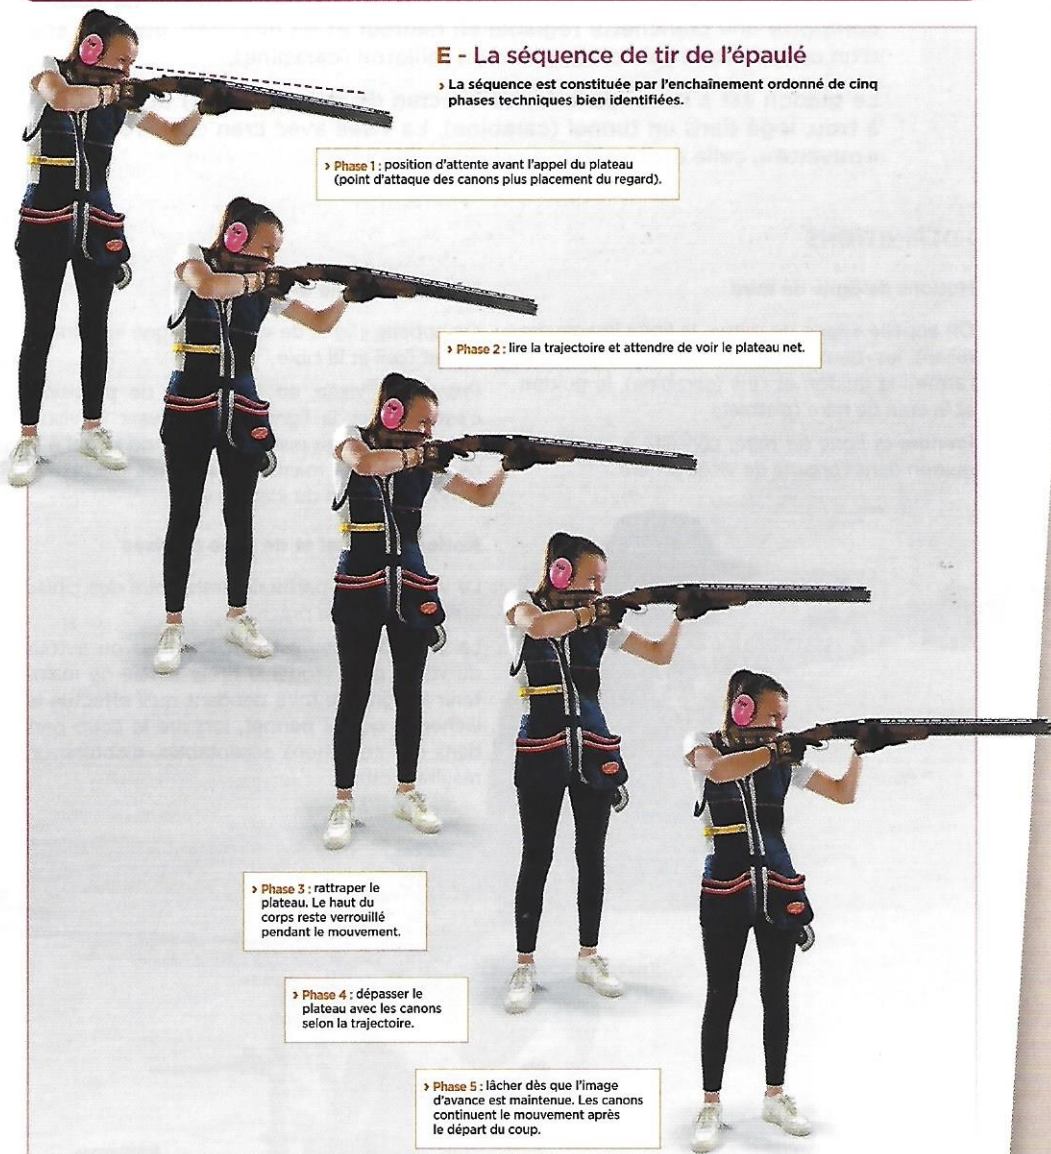 E - La séquence de tir de l'épaulé
› La séquence est constituée par l'enchaînement ordonné de cinq
phases techniques bien identifiées.
› Phase 1 : position d'attente avant l'appel du plateau
(point d'attaque des canons plus placement du regard).
› Phase 2 : lire la trajectoire et attendre de voir le plateau net.
› Phase 3 : rattraper le
plateau. Le haut du
corps reste verrouillé
pendant le mouvement.
› Phase 4 : dépasser le
plateau avec les canons
selon la trajectoire.
› Phase 5 : lâcher dès que l'image
d'avance est maintenue. Les canons
continuent le mouvement après
le départ du coup.